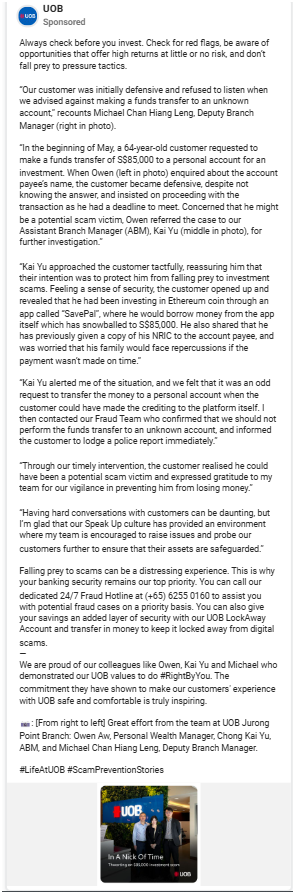 UOB
UOB
Sponsored
Always check before you invest. Check for red flags, be aware of
opportunities that offer high returns at little or no risk, and don't
fall prey to pressure tactics.
“Our customer was initially defensive and refused to listen when
we advised against making a funds transfer to an unknown
account,” recounts Michael Chan Hiang Leng, Deputy Branch
Manager (right in photo).
“In the beginning of May, a 64-year-old customer requested to
make a funds transfer of S$85,000 to a personal account for an
investment. When Owen (left in photo) enquired about the account
payee's name, the customer became defensive, despite not
knowing the answer, and insisted on proceeding with the
transaction as he had a deadline to meet. Concerned that he might
be a potential scam victim, Owen referred the case to our
Assistant Branch Manager (ABM), Kai Yu (middle in photo), for
further investigation.”
“Kai Yu approached the customer tactfully, reassuring him that
their intention was to protect him from falling prey to investment
scams. Feeling a sense of security, the customer opened up and
revealed that he had been investing in Ethereum coin through an
app called “SavePal”, where he would borrow money from the app
itself which has snowballed to S$85,000. He also shared that he
has previously given a copy of his NRIC to the account payee, and
was worried that his family would face repercussions if the
payment wasn't made on time.”
“Kai Yu alerted me of the situation, and we felt that it was an odd
request to transfer the money to a personal account when the
customer could have made the crediting to the platform itself. I
then contacted our Fraud Team who confirmed that we should not
perform the funds transfer to an unknown account, and informed
the customer to lodge a police report immediately.”
“Through our timely intervention, the customer realised he could
have been a potential scam victim and expressed gratitude to my
team for our vigilance in preventing him from losing money.”
“Having hard conversations with customers can be daunting, but
I'm glad that our Speak Up culture has provided an environment
where my team is encouraged to raise issues and probe our
customers further to ensure that their assets are safeguarded.”
Falling prey to scams can be a distressing experience. This is why
your banking security remains our top priority. You can call our
dedicated 24/7 Fraud Hotline at (+65) 6255 0160 to assist you
with potential fraud cases on a priority basis. You can also give
your savings an added layer of security with our UOB LockAway
Account and transfer in money to keep it locked away from digital
scams.
—
We are proud of our colleagues like Owen, Kai Yu and Michael who
demonstrated our UOB values to do #RightByYou. The
commitment they have shown to make our customers' experience
with UOB safe and comfortable is truly inspiring.
: [From right to left] Great effort from the team at UOB Jurong
Point Branch: Owen Aw, Personal Wealth Manager, Chong Kai Yu,
ABM, and Michael Chan Hiang Leng, Deputy Branch Manager.
#LifeAtUOB #ScamPreventionStories
UOB
In A Nick Of Time
Thwarting an $85,000 investment scam
UOB